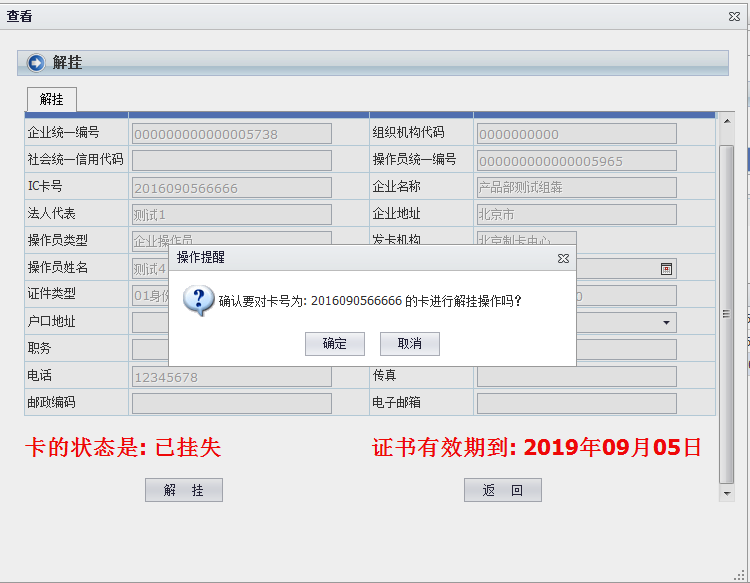 查看
解挂
解挂
企业统一编号 000000000000005738 组织机构代码 0000000000
社会统一信用代码 操作员统一编号 000000000000005965
IC卡号 2016090566666 企业名称 产品部测试组犇
法人代表 测试1 企业地址 北京市
操作员类型 企业操作员 发卡机构 北京制卡中心
操作提醒
操作员姓名 测试4
确认要对卡号为: 2016090566666 的卡进行解挂操作吗?
证件类型 01身份 0
户口地址
确定 取消
职务
电话 12345678 传真
邮政编码 电子邮箱
卡的状态是: 已挂失 证书有效期到: 2019年09月05日
解 挂 返 回